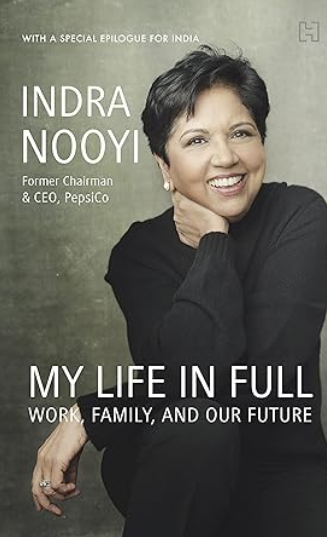 WITH A SPECIAL EPILOGUE FOR INDIA
INDRA
NOOYI
Former Chairman
& CEO, PepsiCo
MY LIFE IN FULL
WORK, FAMILY, AND OUR FUTURE